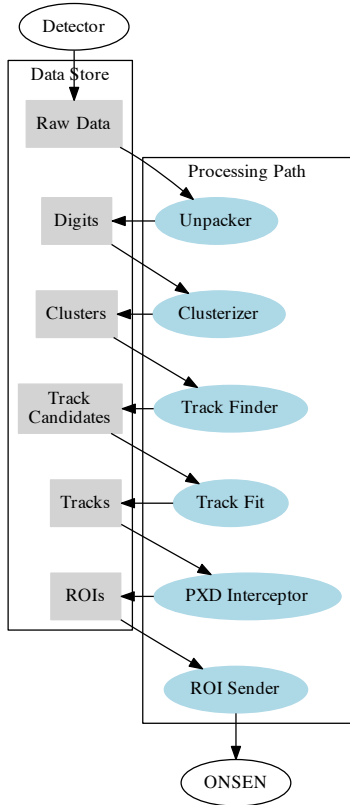 Detector
Data Store
Raw Data
Processing Path
Digits
Unpacker
Clusters
Clusterizer
Track
Candidates
Track Finder
Tracks
Track Fit
ROIs
PXD Interceptor
ROI Sender
ONSEN